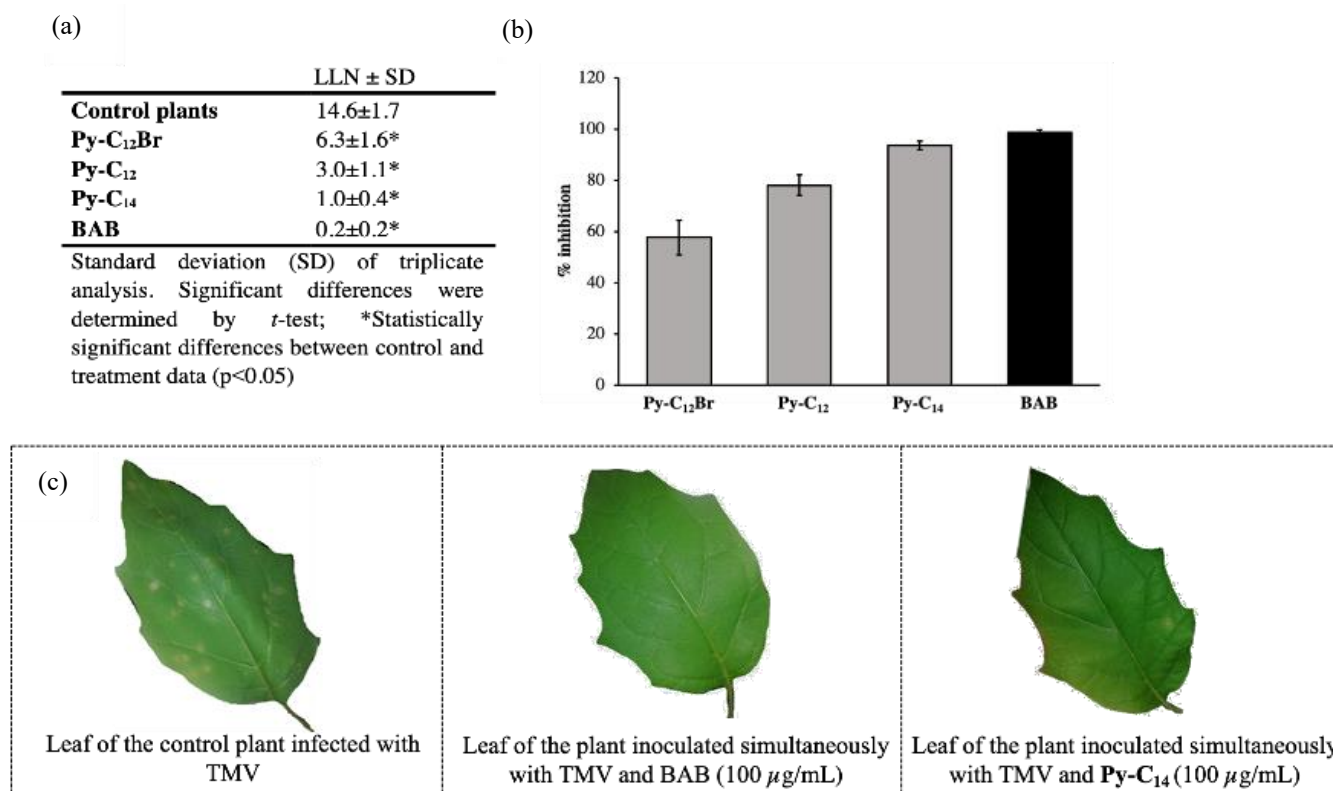 (a)
LLN ± SD
Control plants 14.6±1.7
Py-C₁₂Br 6.3±1.6*
Py-C₁₂ 3.0±1.1*
Py-C₁₄ 1.0±0.4*
BAB 0.2±0.2*
Standard deviation (SD) of triplicate
analysis. Significant differences were
determined by t-test; *Statistically
significant differences between control and
treatment data (p<0.05)
(b)
% inhibition
120
100
80
60
40
20
0
Py-C₁₂Br Py-C₁₂ Py-C₁₄ BAB
(c)
Leaf of the control plant infected with
TMV
Leaf of the plant inoculated simultaneously
with TMV and BAB (100 µg/mL)
Leaf of the plant inoculated simultaneously
with TMV and Py-C₁₄ (100 µg/mL)